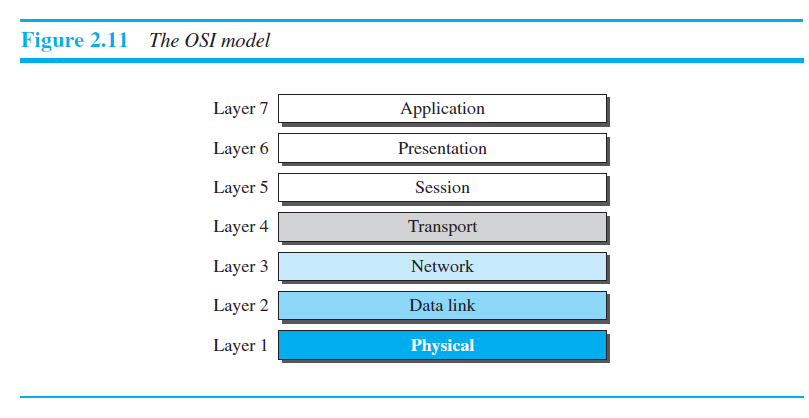 Figure 2.11 The OSI model
Layer 7 Application
Layer 6 Presentation
Layer 5 Session
Layer 4 Transport
Layer 3 Network
Layer 2 Data link
Layer 1 Physical